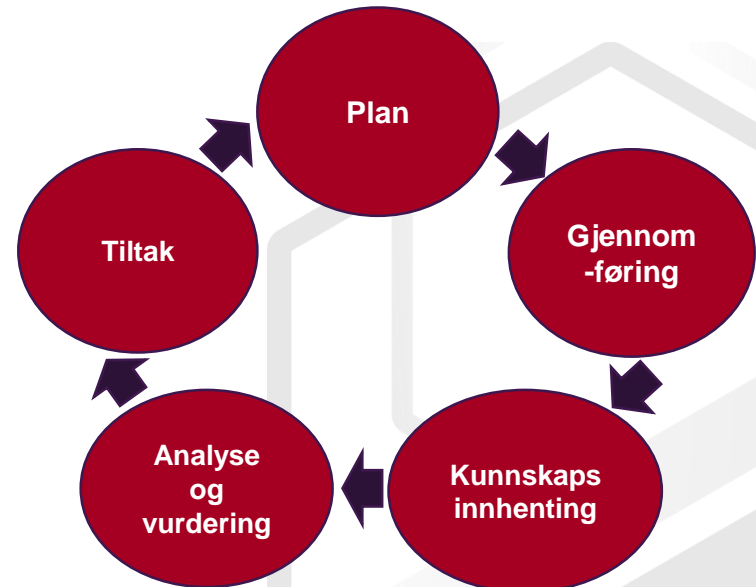 Plan
Gjennom
-føring
Kunnskaps
innhenting
Analyse
og
vurdering
Tiltak